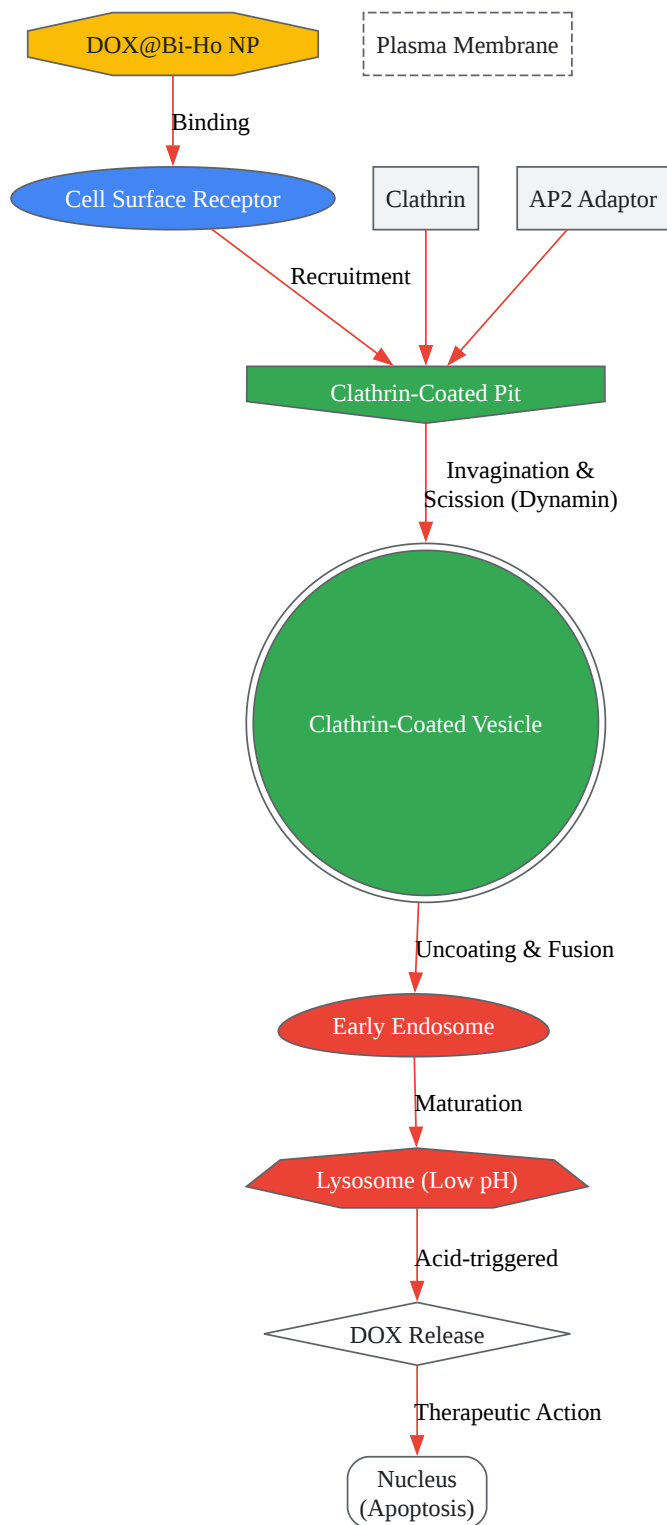 DOX@Bi-Ho NP
Plasma Membrane
Binding
Cell Surface Receptor
Clathrin
AP2 Adaptor
Recruitment
Clathrin-Coated Pit
Invagination &
Scission (Dynamin)
Clathrin-Coated Vesicle
Uncoating & Fusion
Early Endosome
Maturation
Lysosome (Low pH)
Acid-triggered
DOX Release
Therapeutic Action
Nucleus
(Apoptosis)